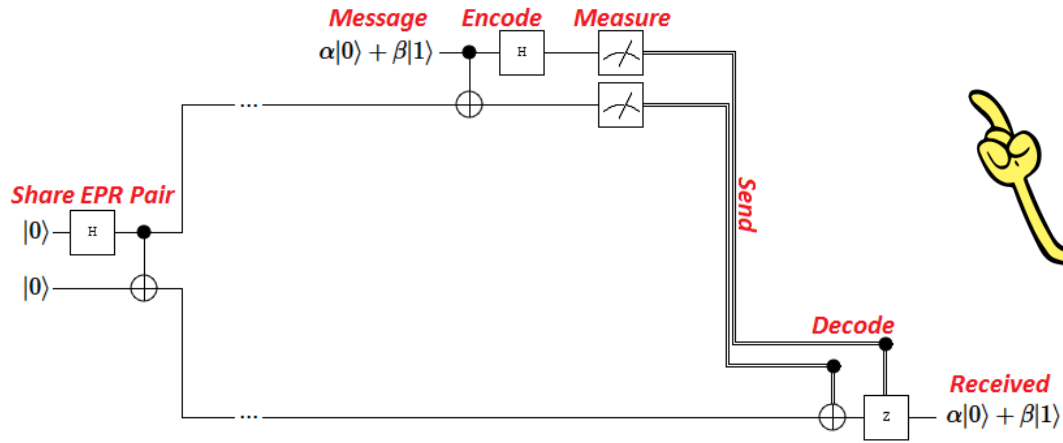 Message Encode Measure
α|0⟩ + β|1⟩ H
...
Share EPR Pair
Send
|0⟩ H
|0⟩
Decode
Received
... Z α|0⟩ + β|1⟩